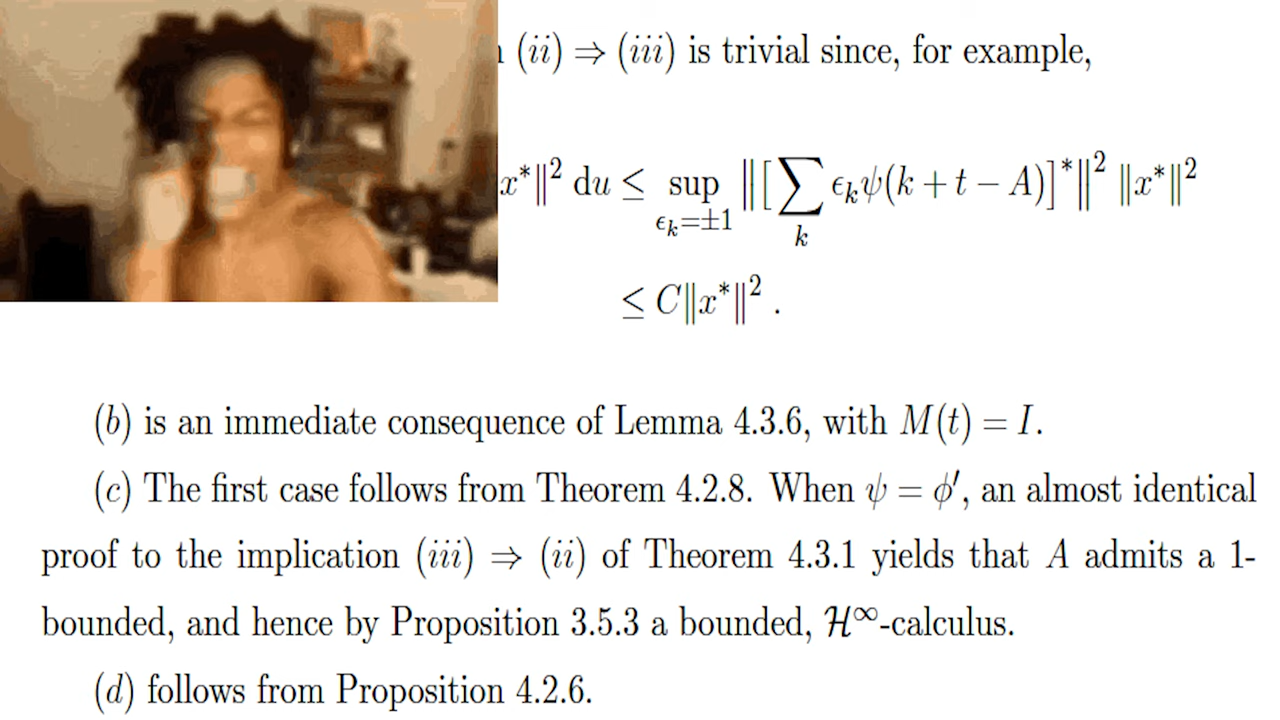 (ii) ⇒ (iii) is trivial since, for example,
x*‖² du ≤ sup_{ϵ_k=±1} ‖[∑_k ϵ_kψ(k + t − A)]*‖² ‖x*‖²
≤ C‖x*‖² .
(b) is an immediate consequence of Lemma 4.3.6, with M(t) = I.
(c) The first case follows from Theorem 4.2.8. When ψ = ϕ′, an almost identical
proof to the implication (iii) ⇒ (ii) of Theorem 4.3.1 yields that A admits a 1-
bounded, and hence by Proposition 3.5.3 a bounded, ℋ^∞-calculus.
(d) follows from Proposition 4.2.6.